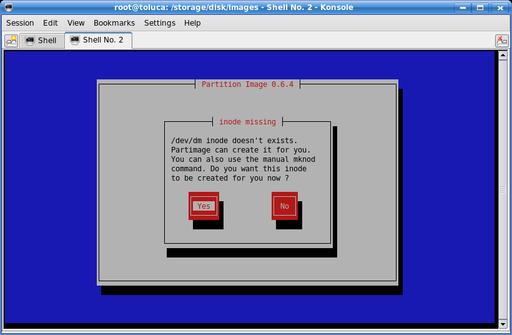 root@toluca: /storage/disk/Images - Shell No. 2 - Konsole
Session Edit View Bookmarks Settings Help
Shell Shell No. 2
Partition Image 0.6.4
inode missing
/dev/dm inode doesn't exists.
Partimage can create it for you.
You can also use the manual mknod
command. Do you want this inode
to be created for you now ?
Yes No